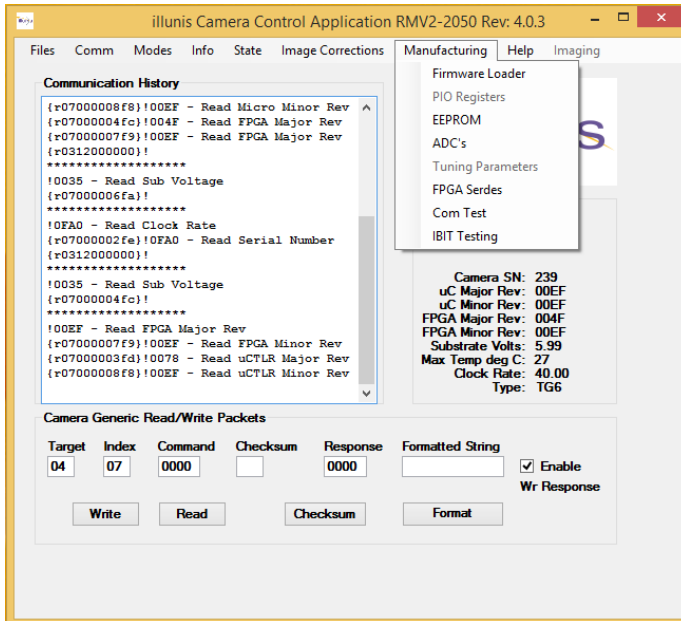 illunis Camera Control Application RMV2-2050 Rev: 4.0.3
Files Comm Modes Info State Image Corrections Manufacturing Help Imaging
Firmware Loader
PIO Registers
EEPROM
ADC's
Tuning Parameters
FPGA Serdes
Com Test
IBIT Testing
Communication History
{r07000008f8}!00EF - Read Micro Minor Rev
{r07000004fc}!004F - Read FPGA Major Rev
{r07000007f9}!00EF - Read FPGA Major Rev
{r0312000000}!
*******************
!0035 - Read Sub Voltage
{r07000006fa}!
*******************
!0FA0 - Read Clock Rate
{r07000002fe}!0FA0 - Read Serial Number
{r0312000000}!
*******************
!0035 - Read Sub Voltage
{r07000004fc}!
*******************
!00EF - Read FPGA Major Rev
{r07000007f9}!00EF - Read FPGA Minor Rev
{r07000003fd}!0078 - Read uCTLR Major Rev
{r07000008f8}!00EF - Read uCTLR Minor Rev
s
Camera SN: 239
uC Major Rev: 00EF
uC Minor Rev: 00EF
FPGA Major Rev: 004F
FPGA Minor Rev: 00EF
Substrate Volts: 5.99
Max Temp deg C: 27
Clock Rate: 40.00
Type: TG6
Camera Generic Read/Write Packets
Target Index Command Checksum Response Formatted String
04 07 0000 0000 Enable
Wr Response
Write Read Checksum Format